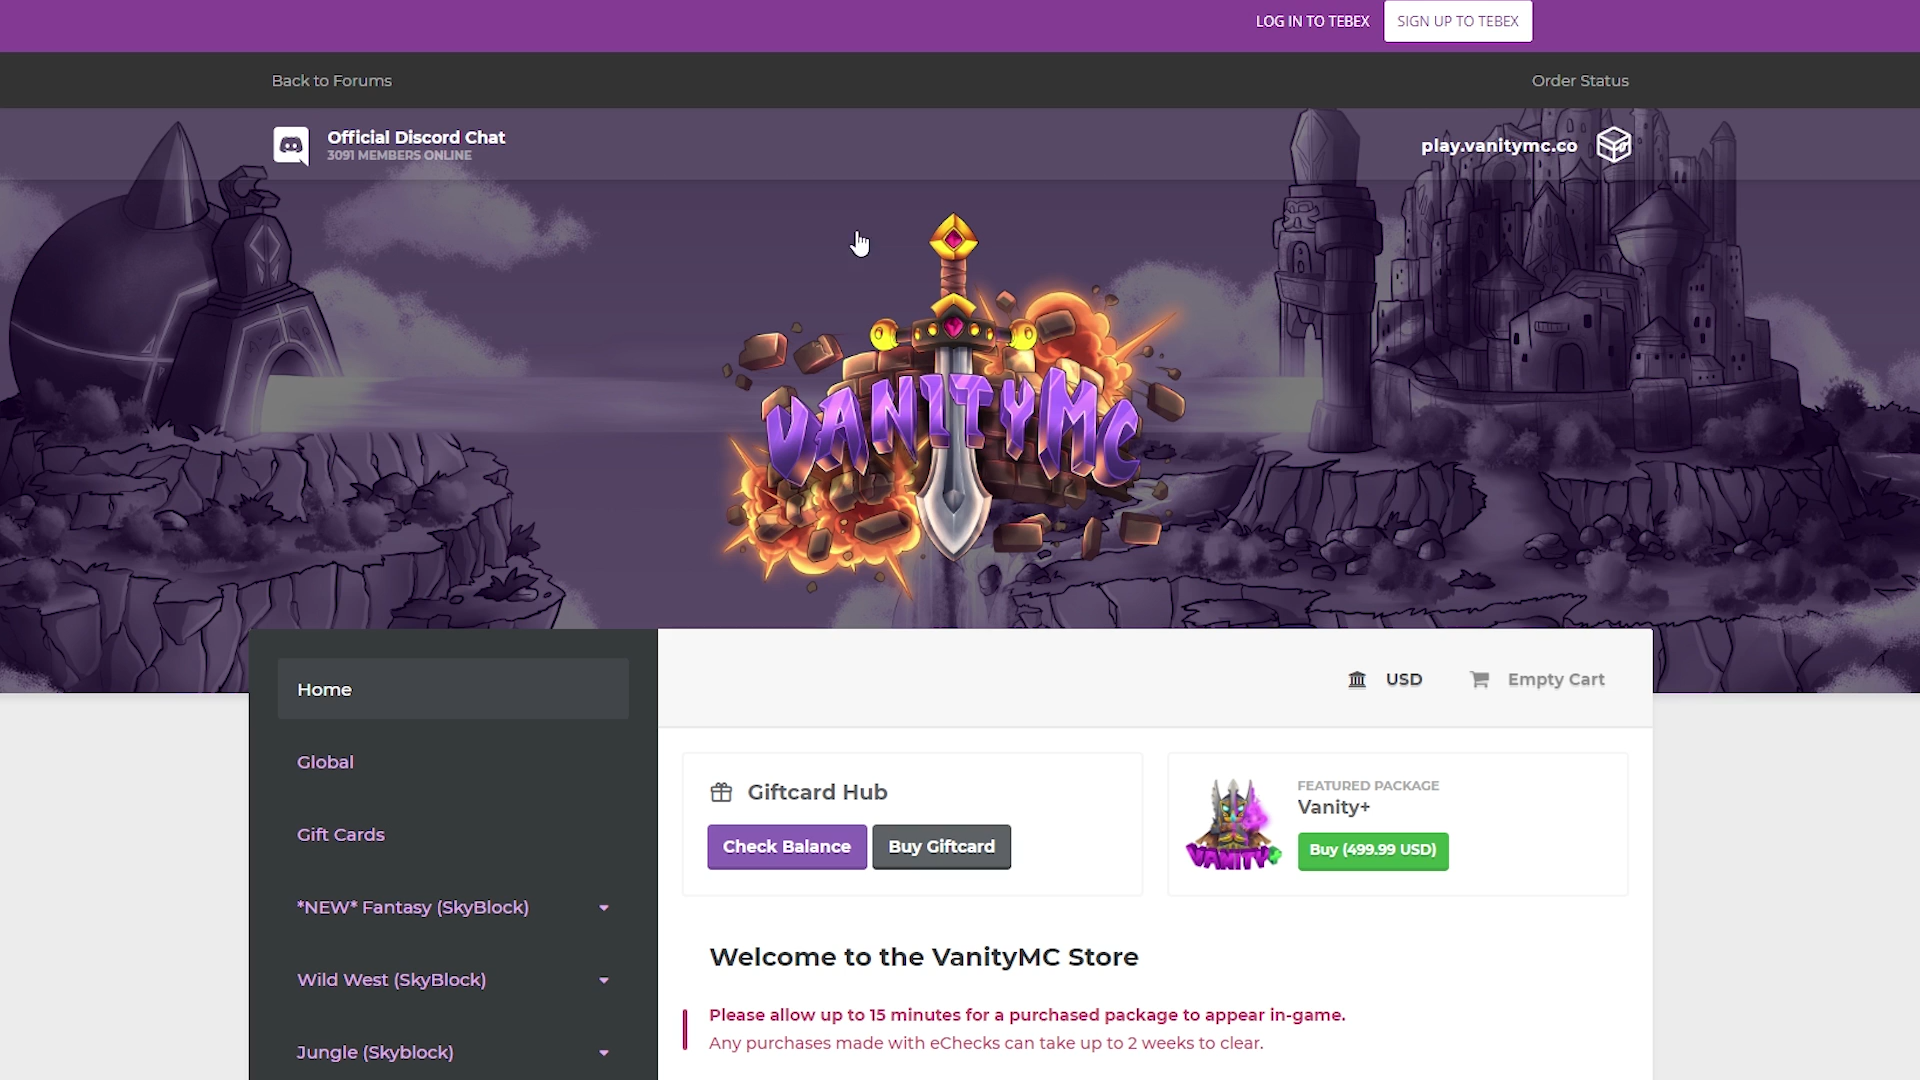 LOG IN TO TEBEX
SIGN UP TO TEBEX
Back to Forums
Order Status
Official Discord Chat
3091 MEMBERS ONLINE
play.vanitymc.co
VANITYMC
Home
USD
Empty Cart
Global
Gift Cards
*NEW* Fantasy (SkyBlock)
Wild West (SkyBlock)
Jungle (Skyblock)
Giftcard Hub
Check Balance
Buy Giftcard
VANITY+
FEATURED PACKAGE
Vanity+
Buy (499.99 USD)
Welcome to the VanityMC Store
Please allow up to 15 minutes for a purchased package to appear in-game.
Any purchases made with eChecks can take up to 2 weeks to clear.